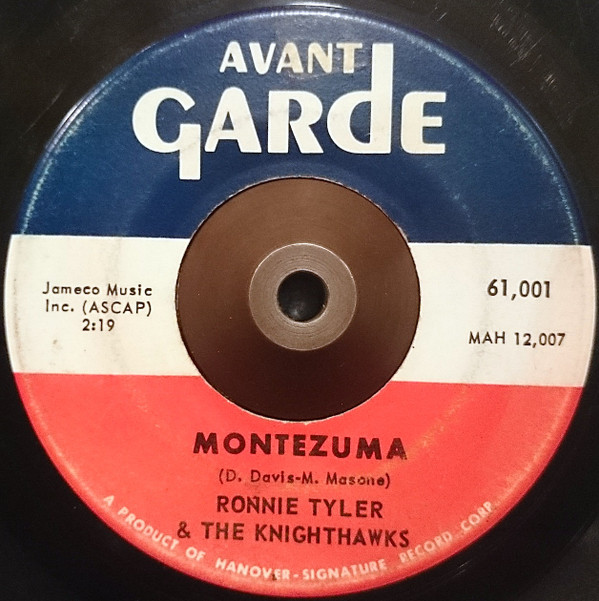 AVANT
GARDE
Jameco Music
Inc. (ASCAP)
2:19
61,001
MAH 12,007
MONTEZUMA
(D. Davis-M. Masone)
RONNIE TYLER
& THE KNIGHTHAWKS
A PRODUCT OF HANOVER-SIGNATURE RECORD CORP.